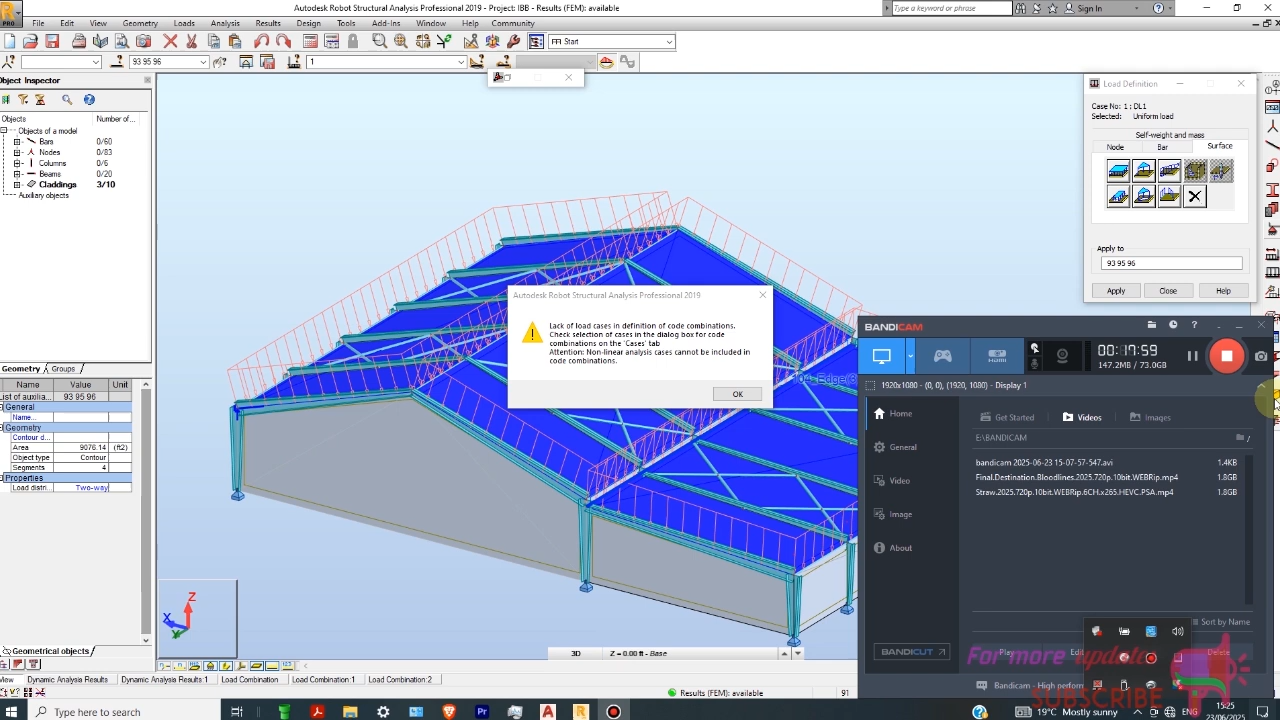 Autodesk Robot Structural Analysis Professional 2019 - Project: IBB - Results (FEM): available
Type a keyword or phrase
Sign In
PRO
File Edit View Geometry Loads Analysis Results Design Tools Add-Ins Window Help Community
Start
93 95 96
1
Object Inspector
Objects Number of...
Objects of a model
Bars 0/60
Nodes 0/83
Columns 0/6
Beams 0/20
Claddings 3/10
Auxiliary objects
Geometry Groups
Name Value Unit
93 95 96
General
Name...
Geometry
Contour d...
Area 9076.14 (ft2)
Object type Contour
Segments 4
Properties
Load distri... Two-way
Geometrical objects
Load Definition
Case No: 1 ; DL1
Selected: Uniform load
Self-weight and mass
Node Bar Surface
Apply to
93 95 96
Apply Close Help
Autodesk Robot Structural Analysis Professional 2019
Lack of load cases in definition of code combinations.
Check selection of cases in the dialog box for code
combinations on the 'Cases' tab
Attention: Non-linear analysis cases cannot be included in
code combinations.
OK
BANDICAM
00:17:59
147.2MB / 73.0GB
1920x1080 - (0, 0), (1920, 1080) - Display 1
Home
General
Video
Image
About
Get Started Videos Images
E:\BANDICAM
bandicam 2025-06-23 15-07-57-547.avi 1.4KB
Final.Destination.Bloodlines.2025.720p.10bit.WEBRip.mp4 1.8GB
Straw.2025.720p.10bit.WEBRip.6CH.x265.HEVC.PSA.mp4 1.8GB
Sort by Name
Play Edit Delete
BANDICUT
For more update
SUBSCRIBE
Z
X
Y
3D Z = 0.00 ft - Base
Dynamic Analysis Results Dynamic Analysis Results:1 Load Combination Load Combination:1 Load Combination:2
Results (FEM): available 91
Type here to search
19°C Mostly sunny
ENG
15:25
23/06/2025